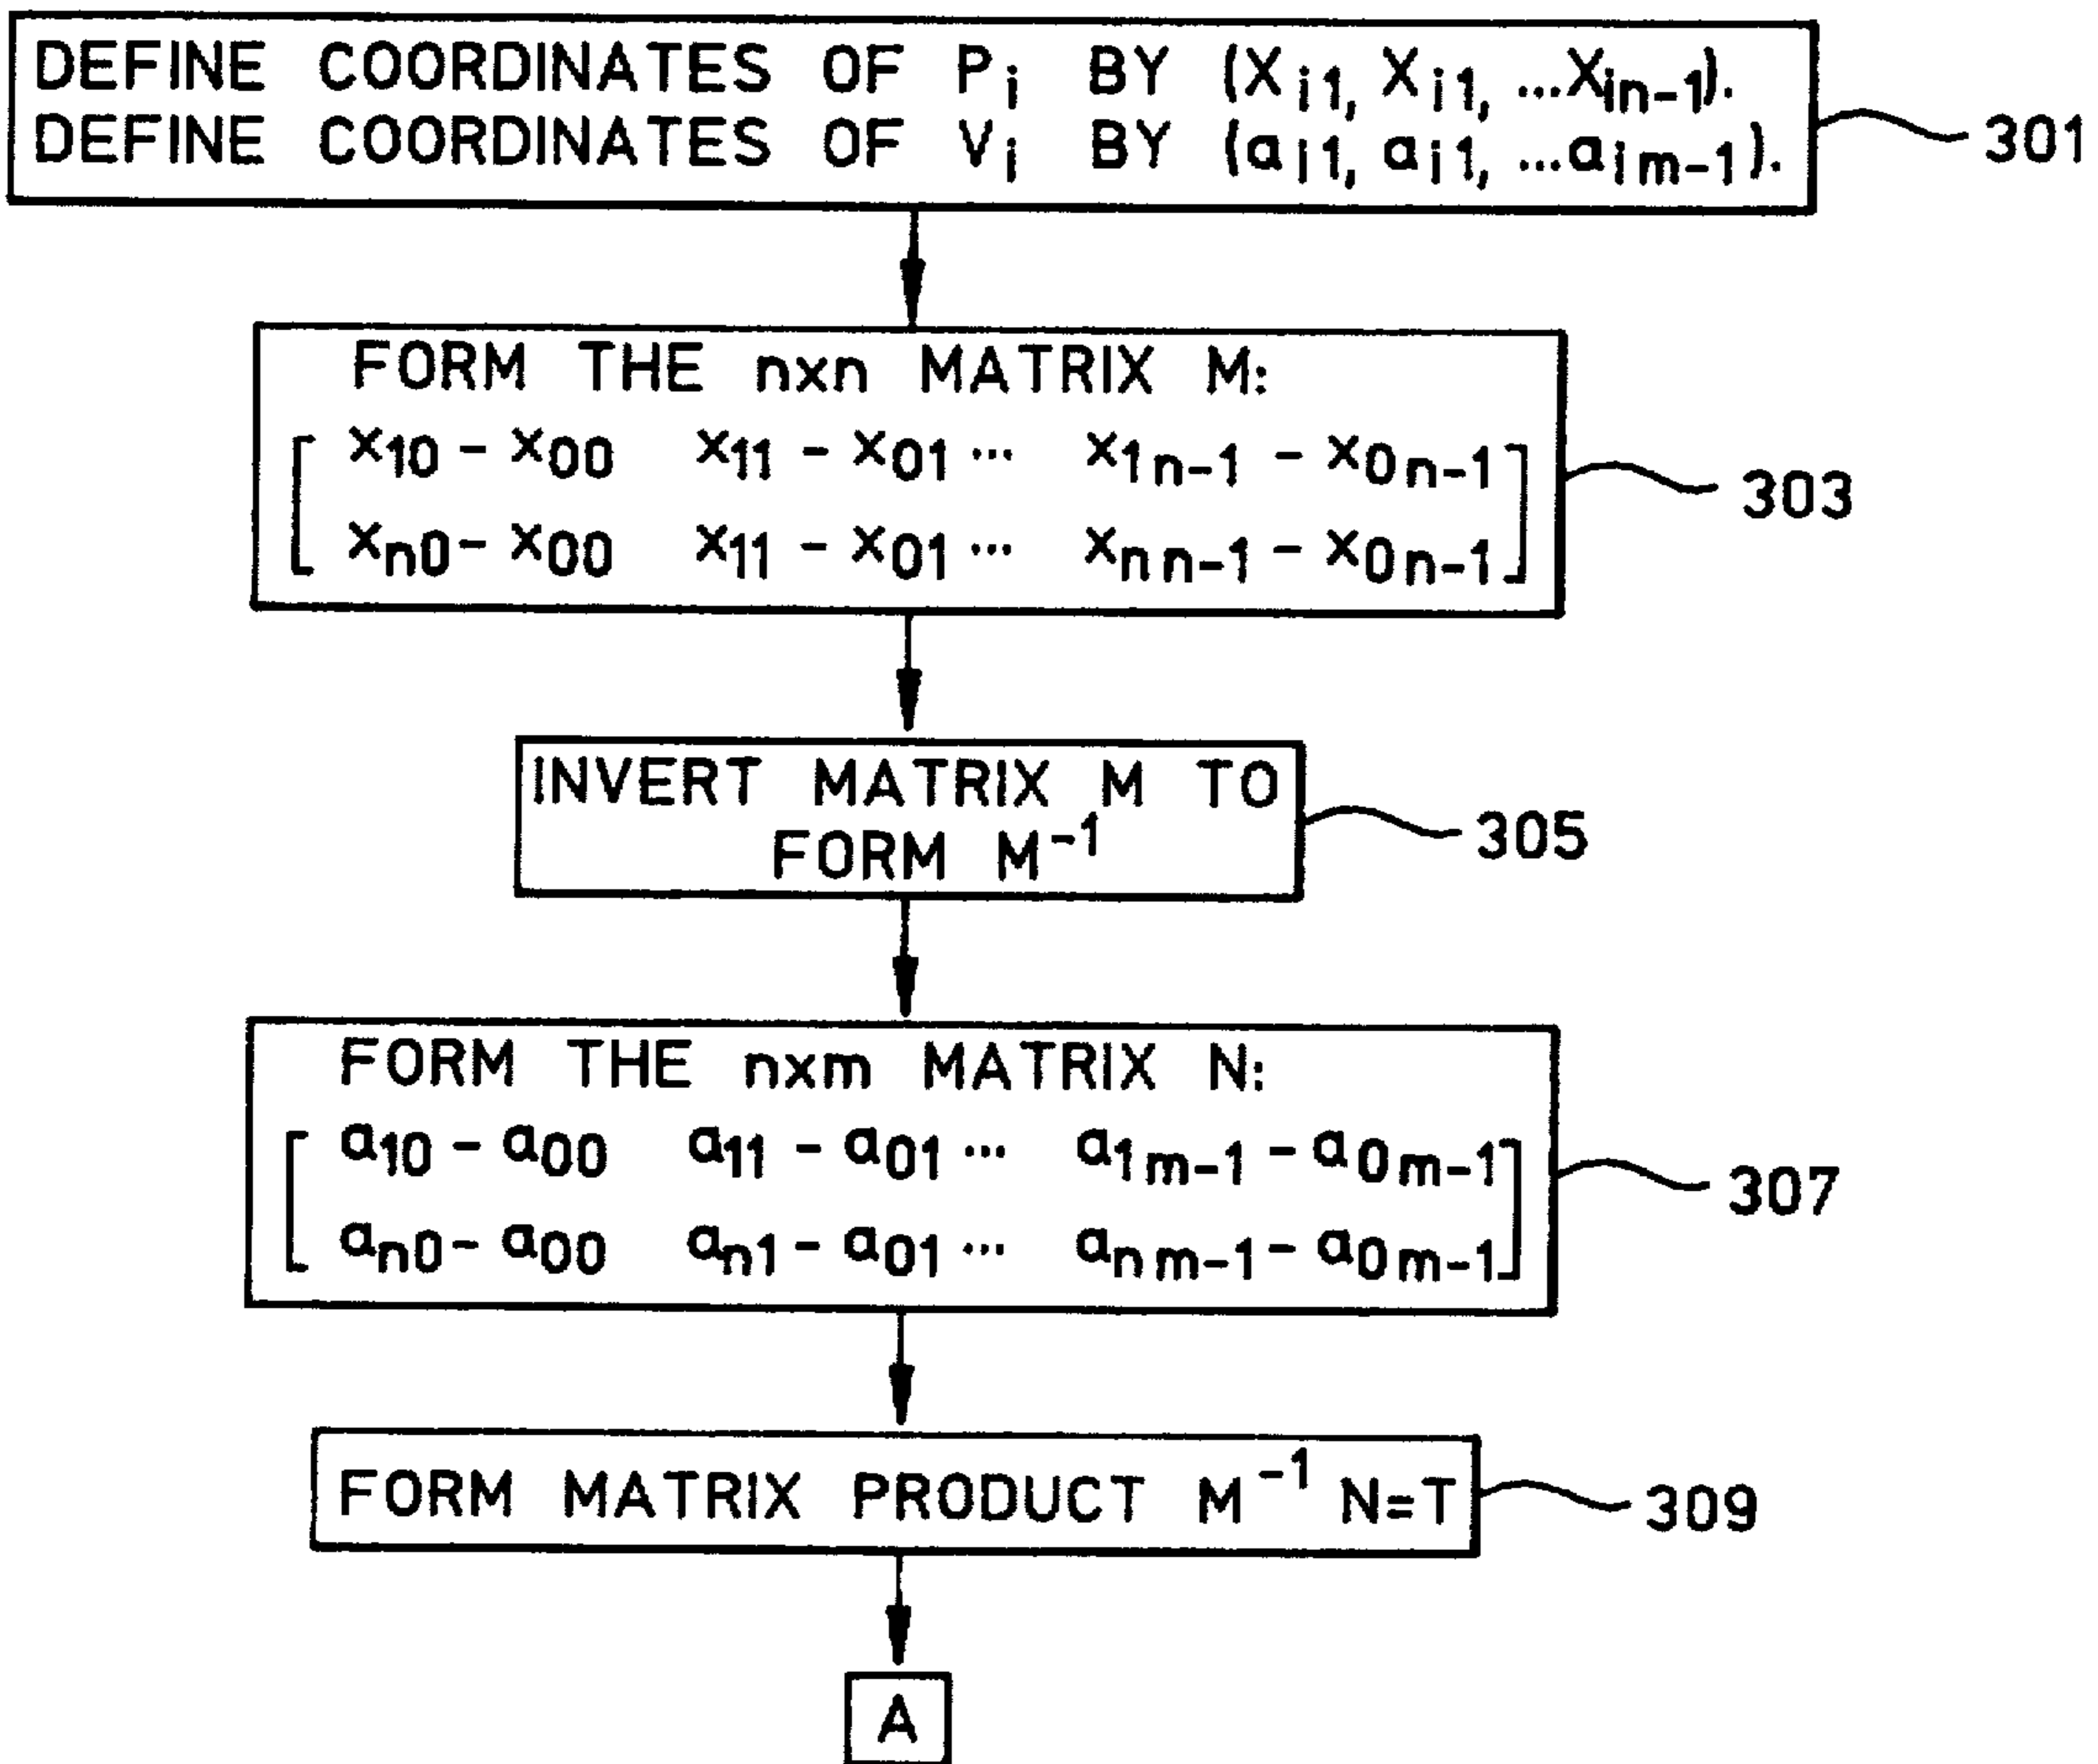 DEFINE COORDINATES OF Pᵢ BY (Xᵢ₁, Xᵢ₁, ...Xᵢₙ₋₁).
DEFINE COORDINATES OF Vᵢ BY (aᵢ₁, aᵢ₁, ...aᵢₘ₋₁).
301
FORM THE nxn MATRIX M:
x₁₀ – x₀₀ x₁₁ – x₀₁ ... x₁ₙ₋₁ – x₀ₙ₋₁
303
xₙ₀ – x₀₀ x₁₁ – x₀₁ ... xₙₙ₋₁ – x₀ₙ₋₁
INVERT MATRIX M TO
FORM M⁻¹
305
FORM THE nxm MATRIX N:
a₁₀ – a₀₀ a₁₁ – a₀₁ ... a₁ₘ₋₁ – a₀ₘ₋₁
307
aₙ₀ – a₀₀ aₙ₁ – a₀₁ ... aₙₘ₋₁ – a₀ₘ₋₁
FORM MATRIX PRODUCT M⁻¹ N=T
309
A